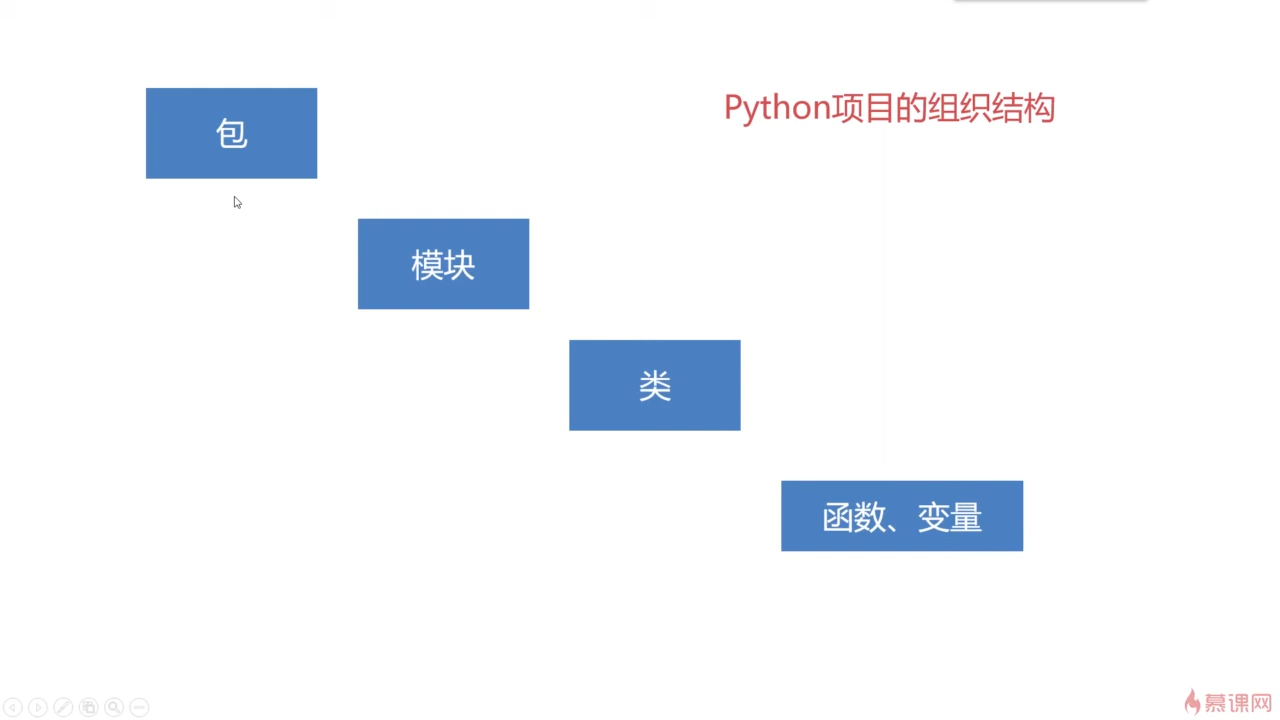 Python项目的组织结构
包
模块
类
函数、变量
慕课网